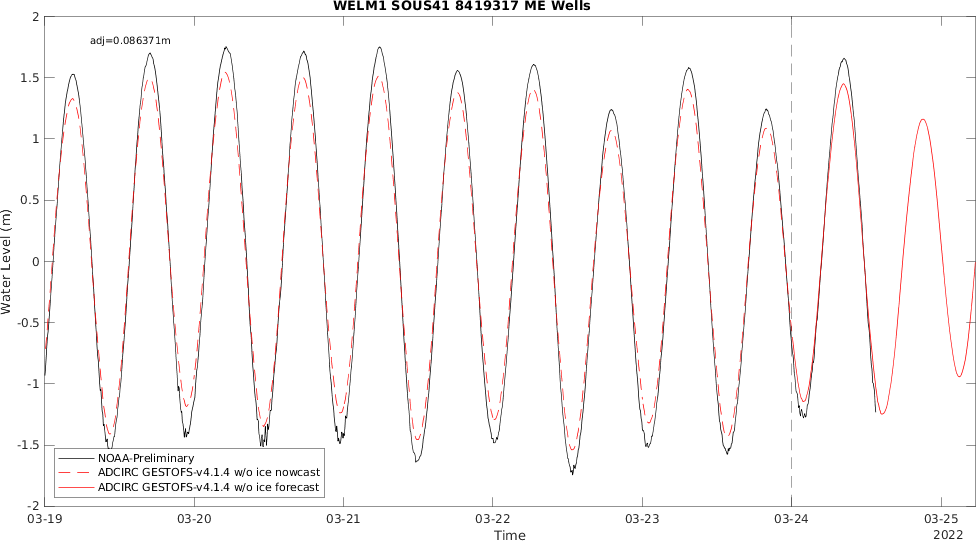 WELM1 SOUS41 8419317 ME Wells
adj=0.086371m
2
1.5
1
0.5
0
-0.5
-1
-1.5
-2
Water Level (m)
NOAA-Preliminary
ADCIRC GESTOFS-v4.1.4 w/o ice nowcast
ADCIRC GESTOFS-v4.1.4 w/o ice forecast
03-19 03-20 03-21 03-22 03-23 03-24 03-25
Time
2022